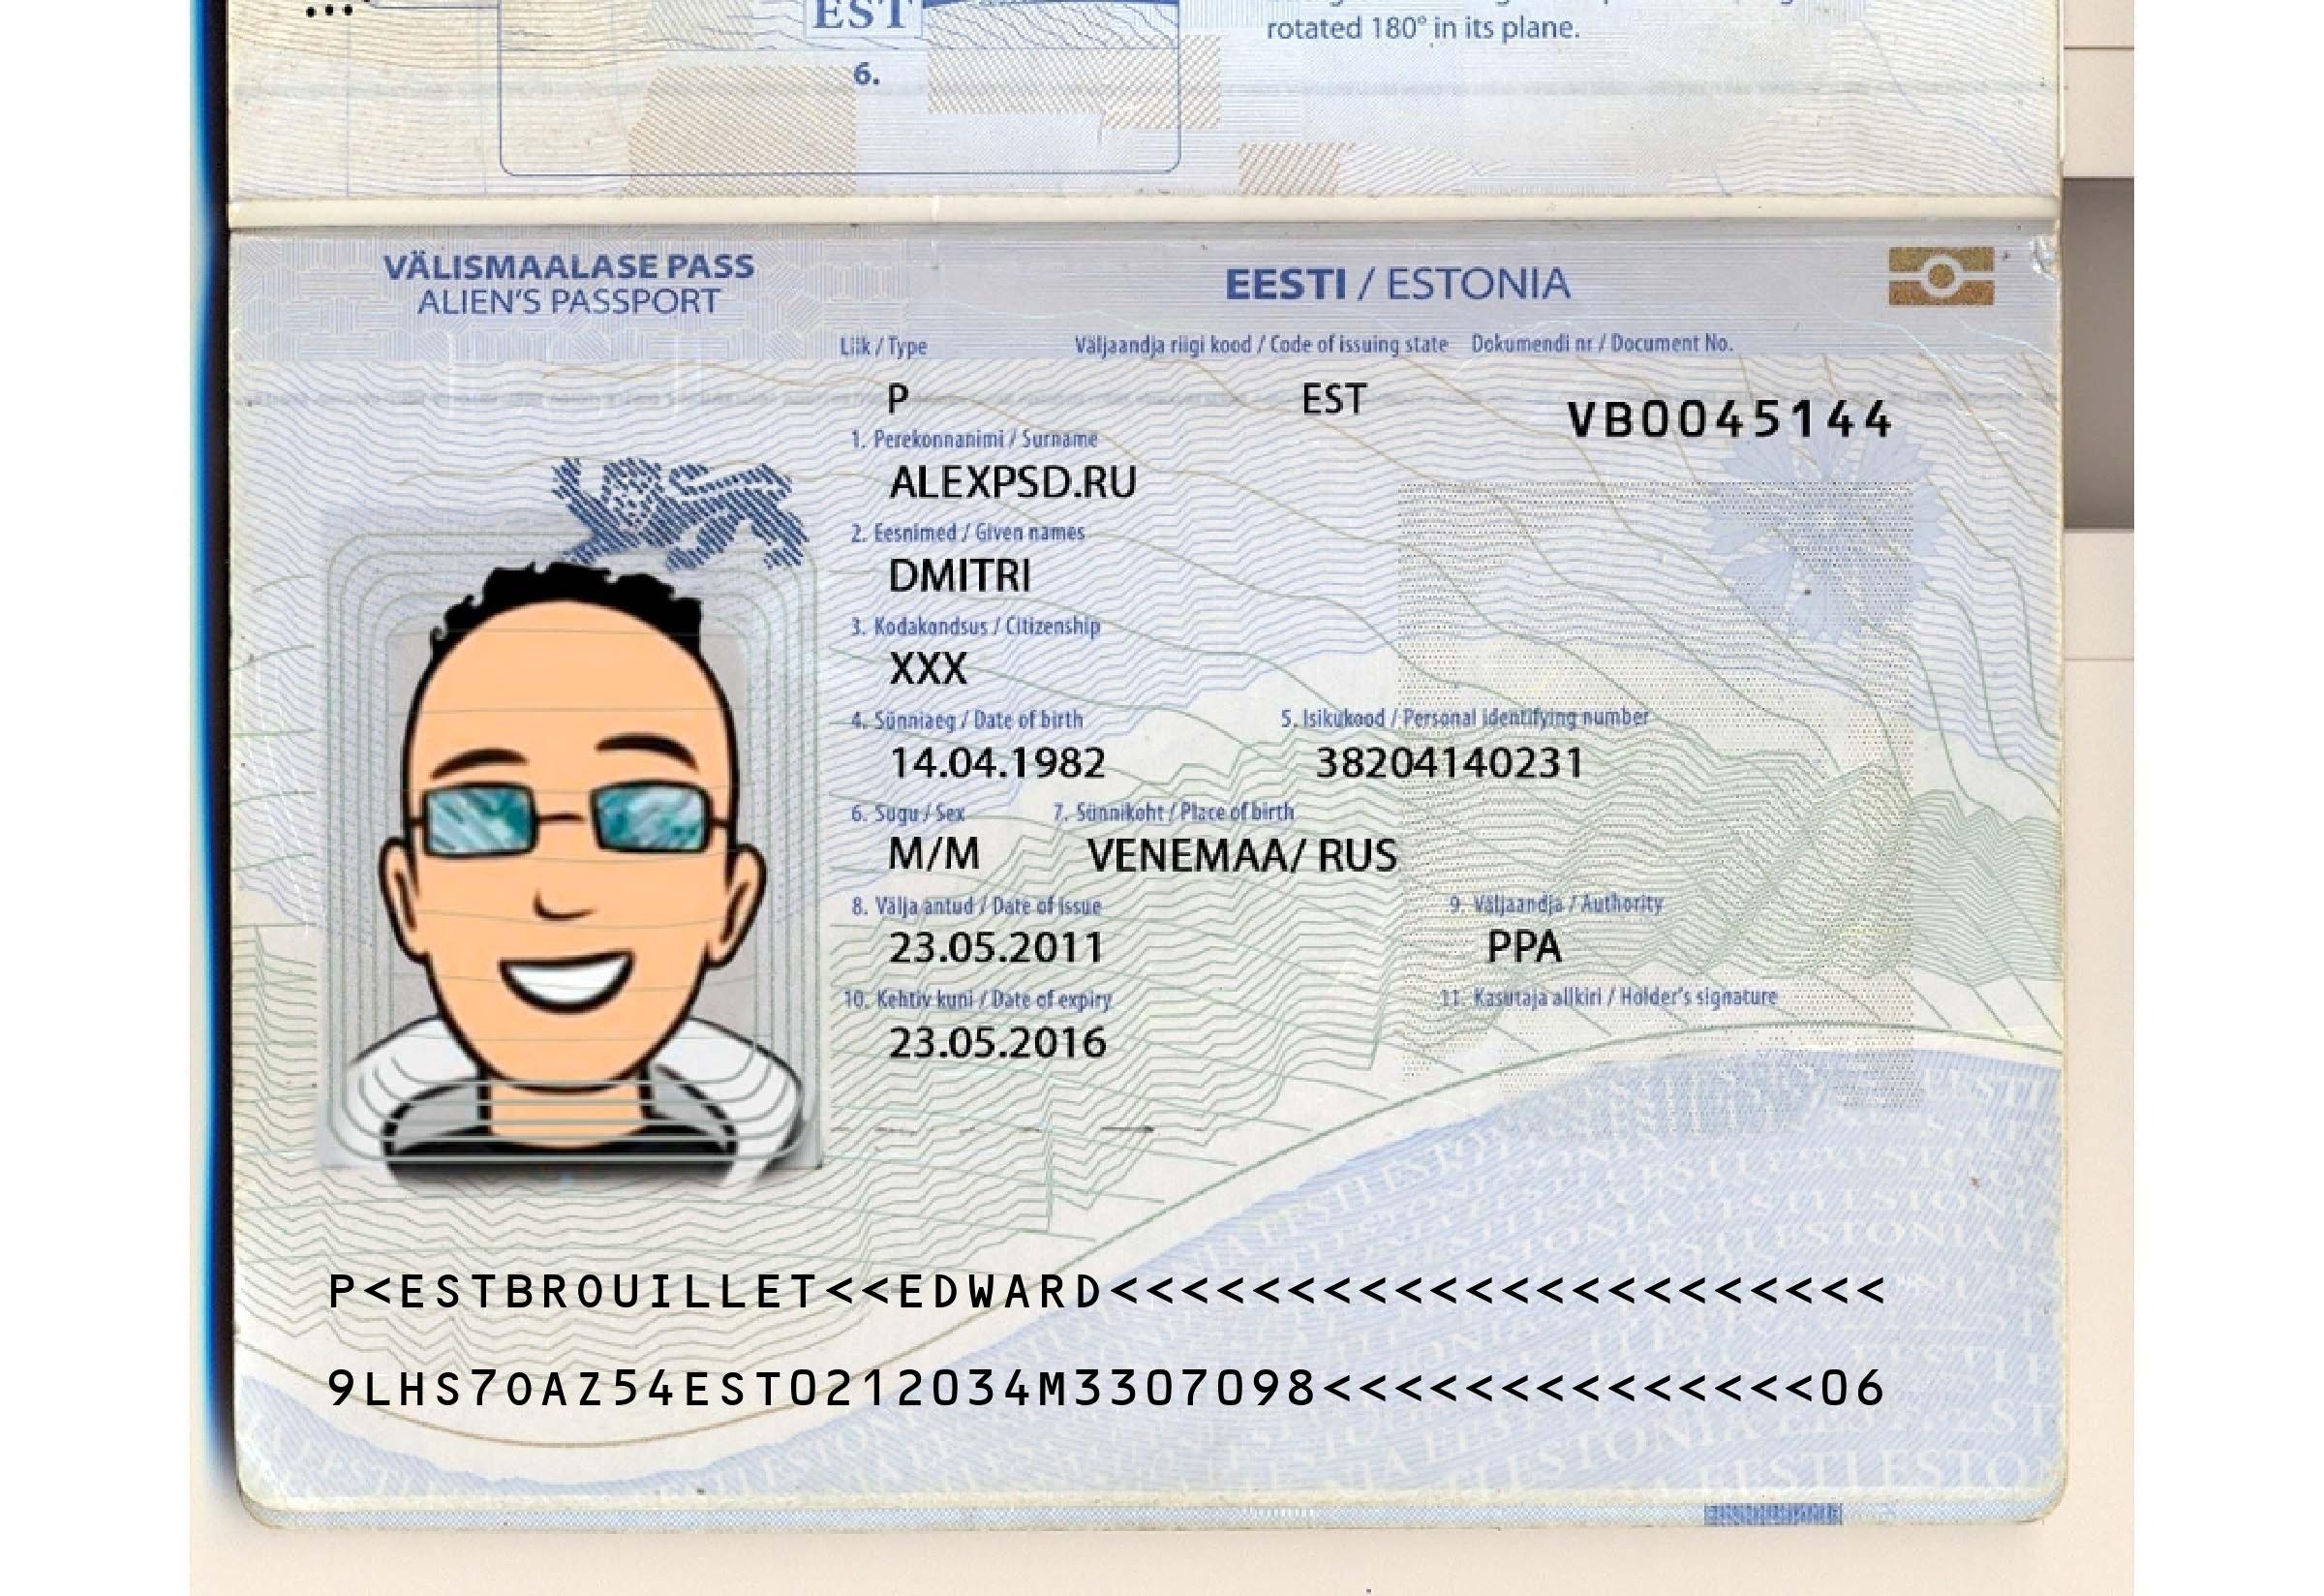 EST
rotated 180° in its plane.
6.
VÄLISMAALASE PASS
ALIEN'S PASSPORT
EESTI / ESTONIA
Liik / Type
Väljaandja riigi kood / Code of issuing state
Dokumendi nr / Document No.
P
EST
VB0045144
1. Perekonnanimi / Surname
ALEXPSD.RU
2. Eesnimed / Given names
DMITRI
3. Kodakondsus / Citizenship
XXX
4. Sünniaeg / Date of birth
5. Isikukood / Personal identifying number
14.04.1982
38204140231
6. Sugu / Sex
7. Sünnikoht / Place of birth
M/M
VENEMAA/ RUS
8. Välja antud / Date of issue
9. Väljaandja / Authority
23.05.2011
PPA
10. Kehtiv kuni / Date of expiry
11. Kasutaja allkiri / Holder's signature
23.05.2016
P<ESTBROUILLET<<EDWARD<<<<<<<<<<<<<<<<<<<<<<
9LHS70AZ54EST0212034M3307098<<<<<<<<<<<<<<06